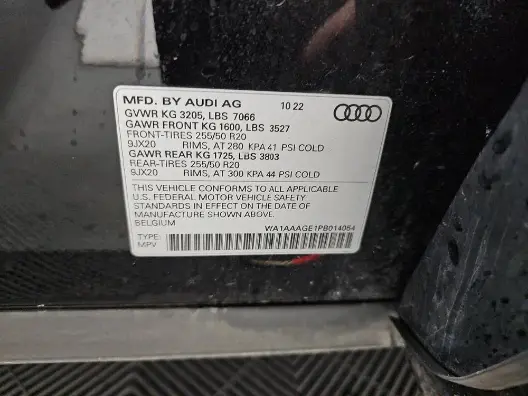 MFD. BY AUDI AG 10 22
GVWR KG 3205, LBS 7066
GAWR FRONT KG 1600, LBS 3527
FRONT-TIRES 255/50 R20
9JX20 RIMS, AT 280 KPA 41 PSI COLD
GAWR REAR KG 1725, LBS 3803
REAR-TIRES 255/50 R20
9JX20 RIMS, AT 300 KPA 44 PSI COLD
THIS VEHICLE CONFORMS TO ALL APPLICABLE
U.S. FEDERAL MOTOR VEHICLE SAFETY
STANDARDS IN EFFECT ON THE DATE OF
MANUFACTURE SHOWN ABOVE.
BELGIUM
WA1AAAGE1PB014054
TYPE:
MPV